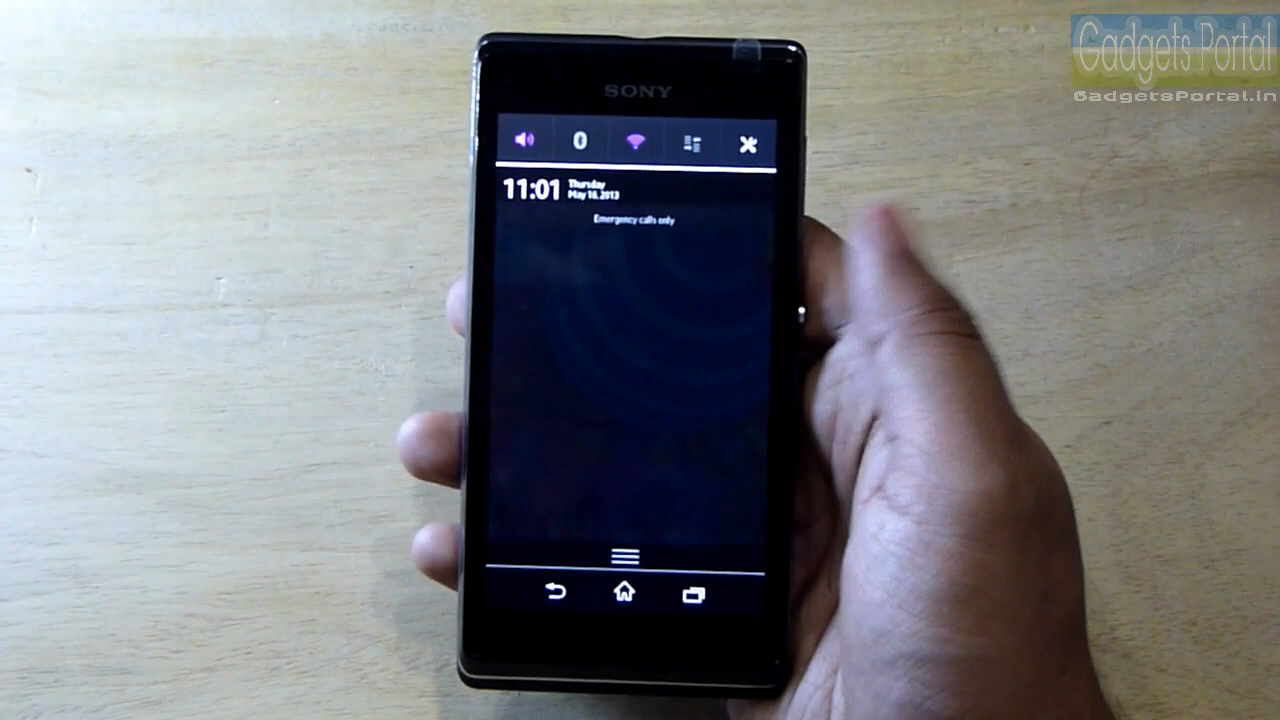 Gadgets Portal
GadgetsPortal.in
SONY
11:01
Thursday
May 16, 2013
Emergency calls only